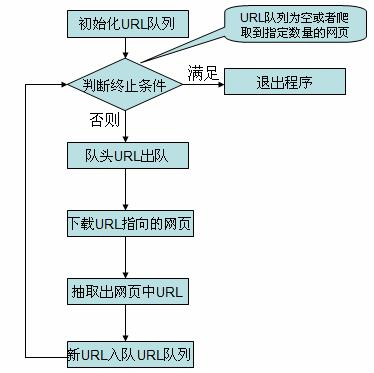 初始化URL队列
URL队列为空或者爬
取到指定数量的网页
判断终止条件
满足
退出程序
否则
队头URL出队
下载URL指向的网页
抽取出网页中URL
新URL入队URL队列